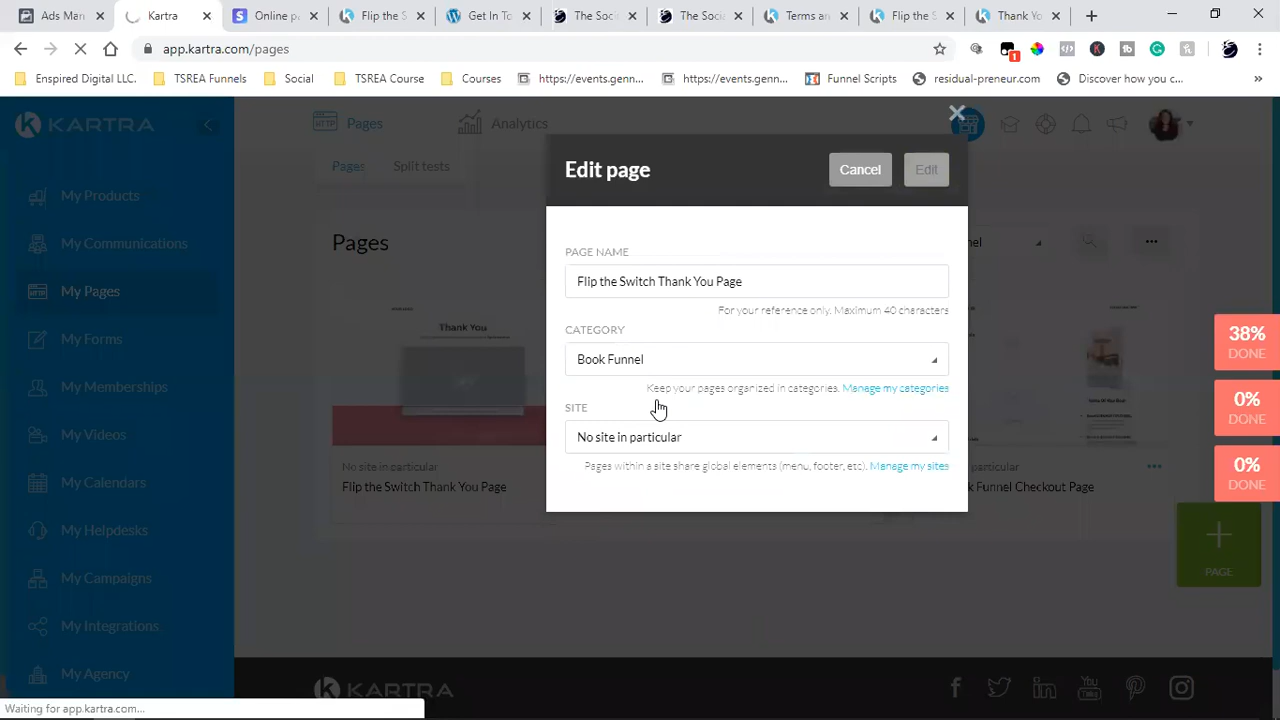 Ads Mar
Kartra
Online p
Flip the S
Get In To
The Soci
The Socia
Terms an
Flip the S
Thank Yo
app.kartra.com/pages
1
Enspired Digital LLC.
TSREA Funnels
Social
TSREA Course
Courses
https://events.genn...
https://events.genn...
Funnel Scripts
residual-preneur.com
Discover how you c...
»
KARTRA
Pages
Analytics
Pages
Split tests
Edit page
Cancel
Edit
My Products
My Communications
My Pages
My Forms
My Memberships
My Videos
My Calendars
My Helpdesks
My Campaigns
My Integrations
My Agency
Pages
nel
PAGE NAME
Flip the Switch Thank You Page
For your reference only. Maximum 40 characters
CATEGORY
Book Funnel
Keep your pages organized in categories. Manage my categories
SITE
No site in particular
Pages within a site share global elements (menu, footer, etc). Manage my sites
Thank You
No site in particular
Flip the Switch Thank You Page
particular
k Funnel Checkout Page
38%
DONE
0%
DONE
0%
DONE
PAGE
KARTRA
You
Tube
Waiting for app.kartra.com...